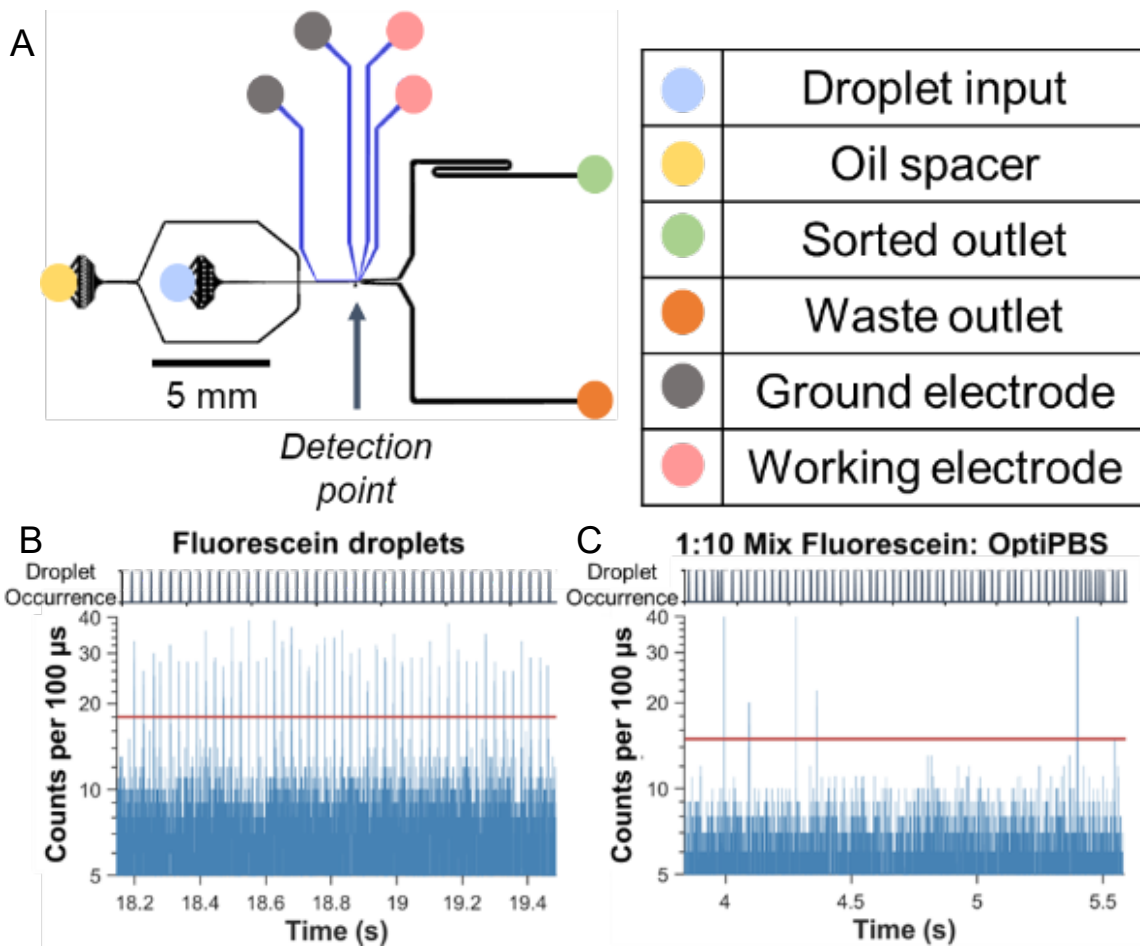 A
Droplet input
Oil spacer
Sorted outlet
Waste outlet
Ground electrode
Working electrode
5 mm
Detection
point
B
Fluorescein droplets
Droplet
Occurrence
Counts per 100 µs
40
30
20
10
5
18.2 18.4 18.6 18.8 19 19.2 19.4
Time (s)
C
1:10 Mix Fluorescein: OptiPBS
Droplet
Occurrence
Counts per 100 µs
40
30
20
10
5
4 4.5 5 5.5
Time (s)